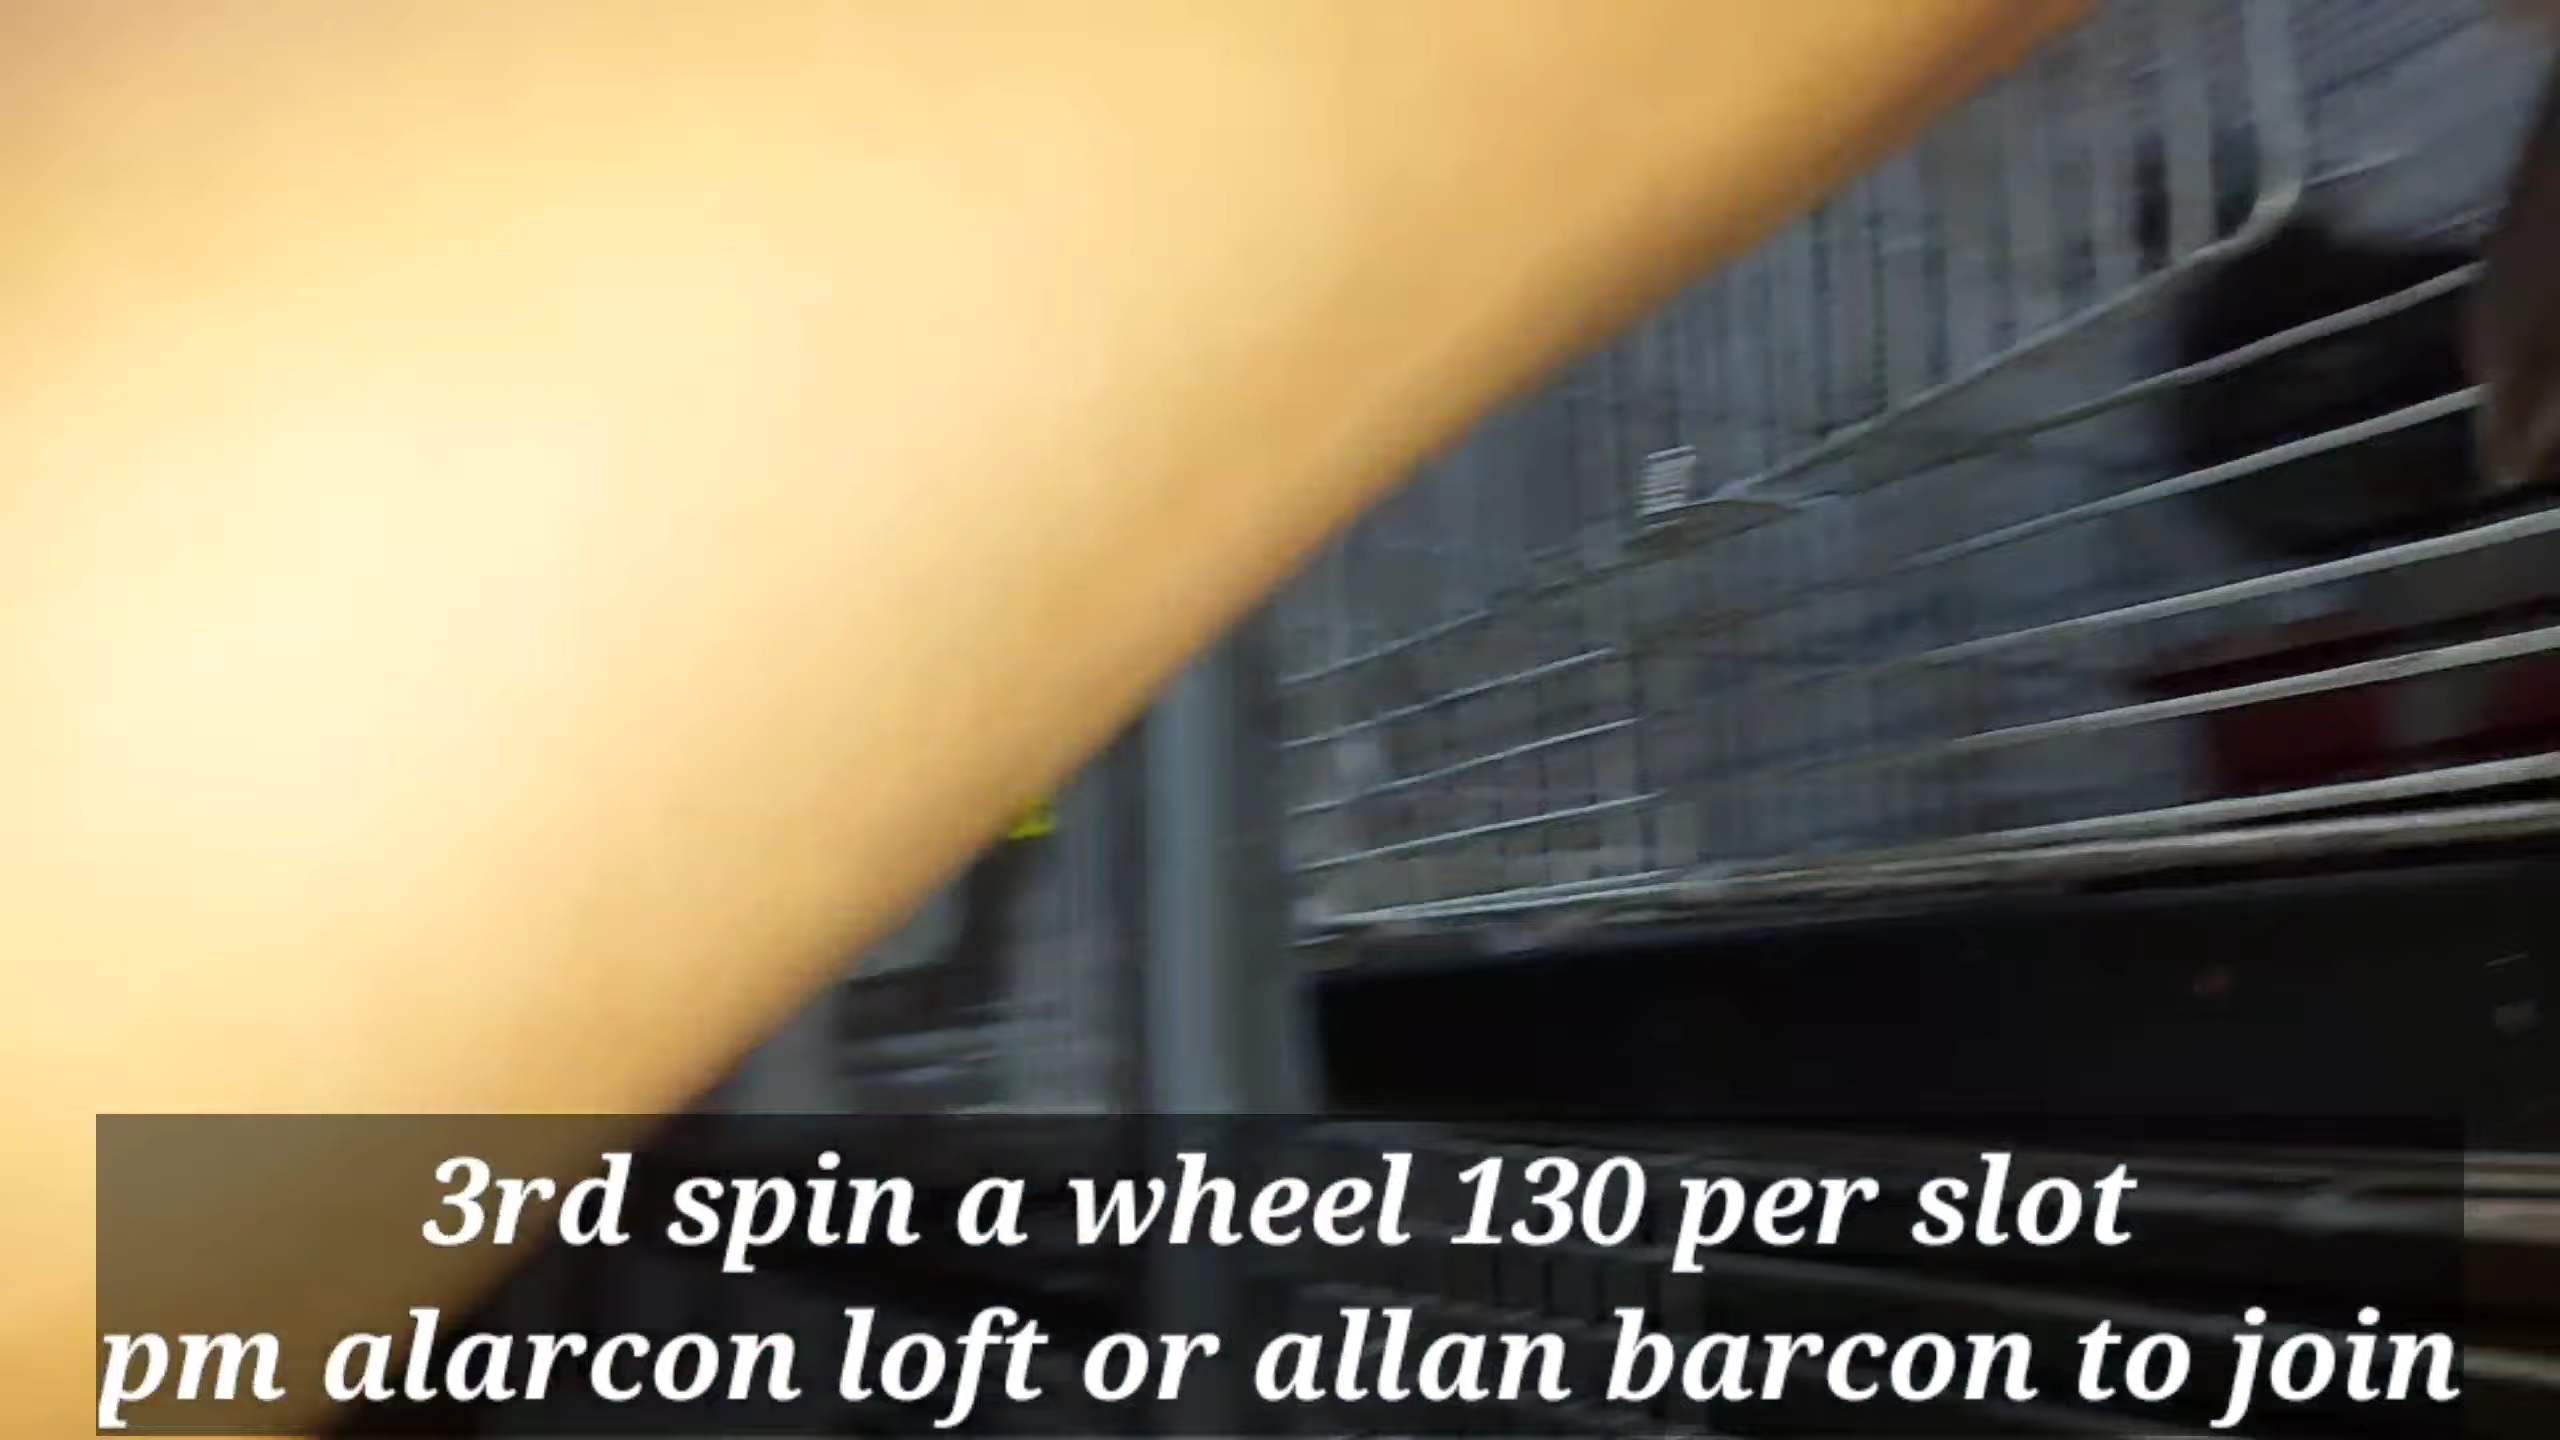 3rd spin a wheel 130 per slot
pm alarcon loft or allan barcon to join